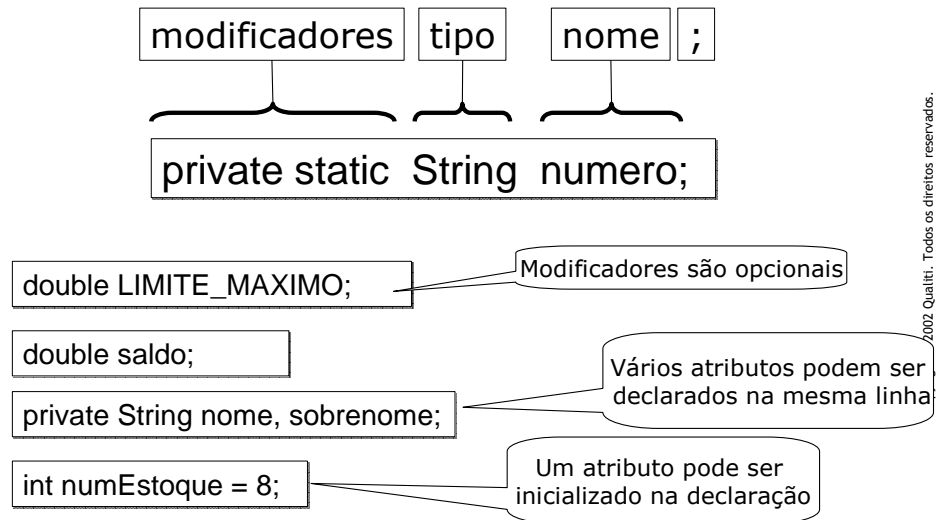 modificadores tipo nome ;
private static String numero;
double LIMITE_MAXIMO;
Modificadores são opcionais
double saldo;
private String nome, sobrenome;
Vários atributos podem ser
declarados na mesma linha
int numEstoque = 8;
Um atributo pode ser
inicializado na declaração
2002 Qualiti. Todos os direitos reservados.